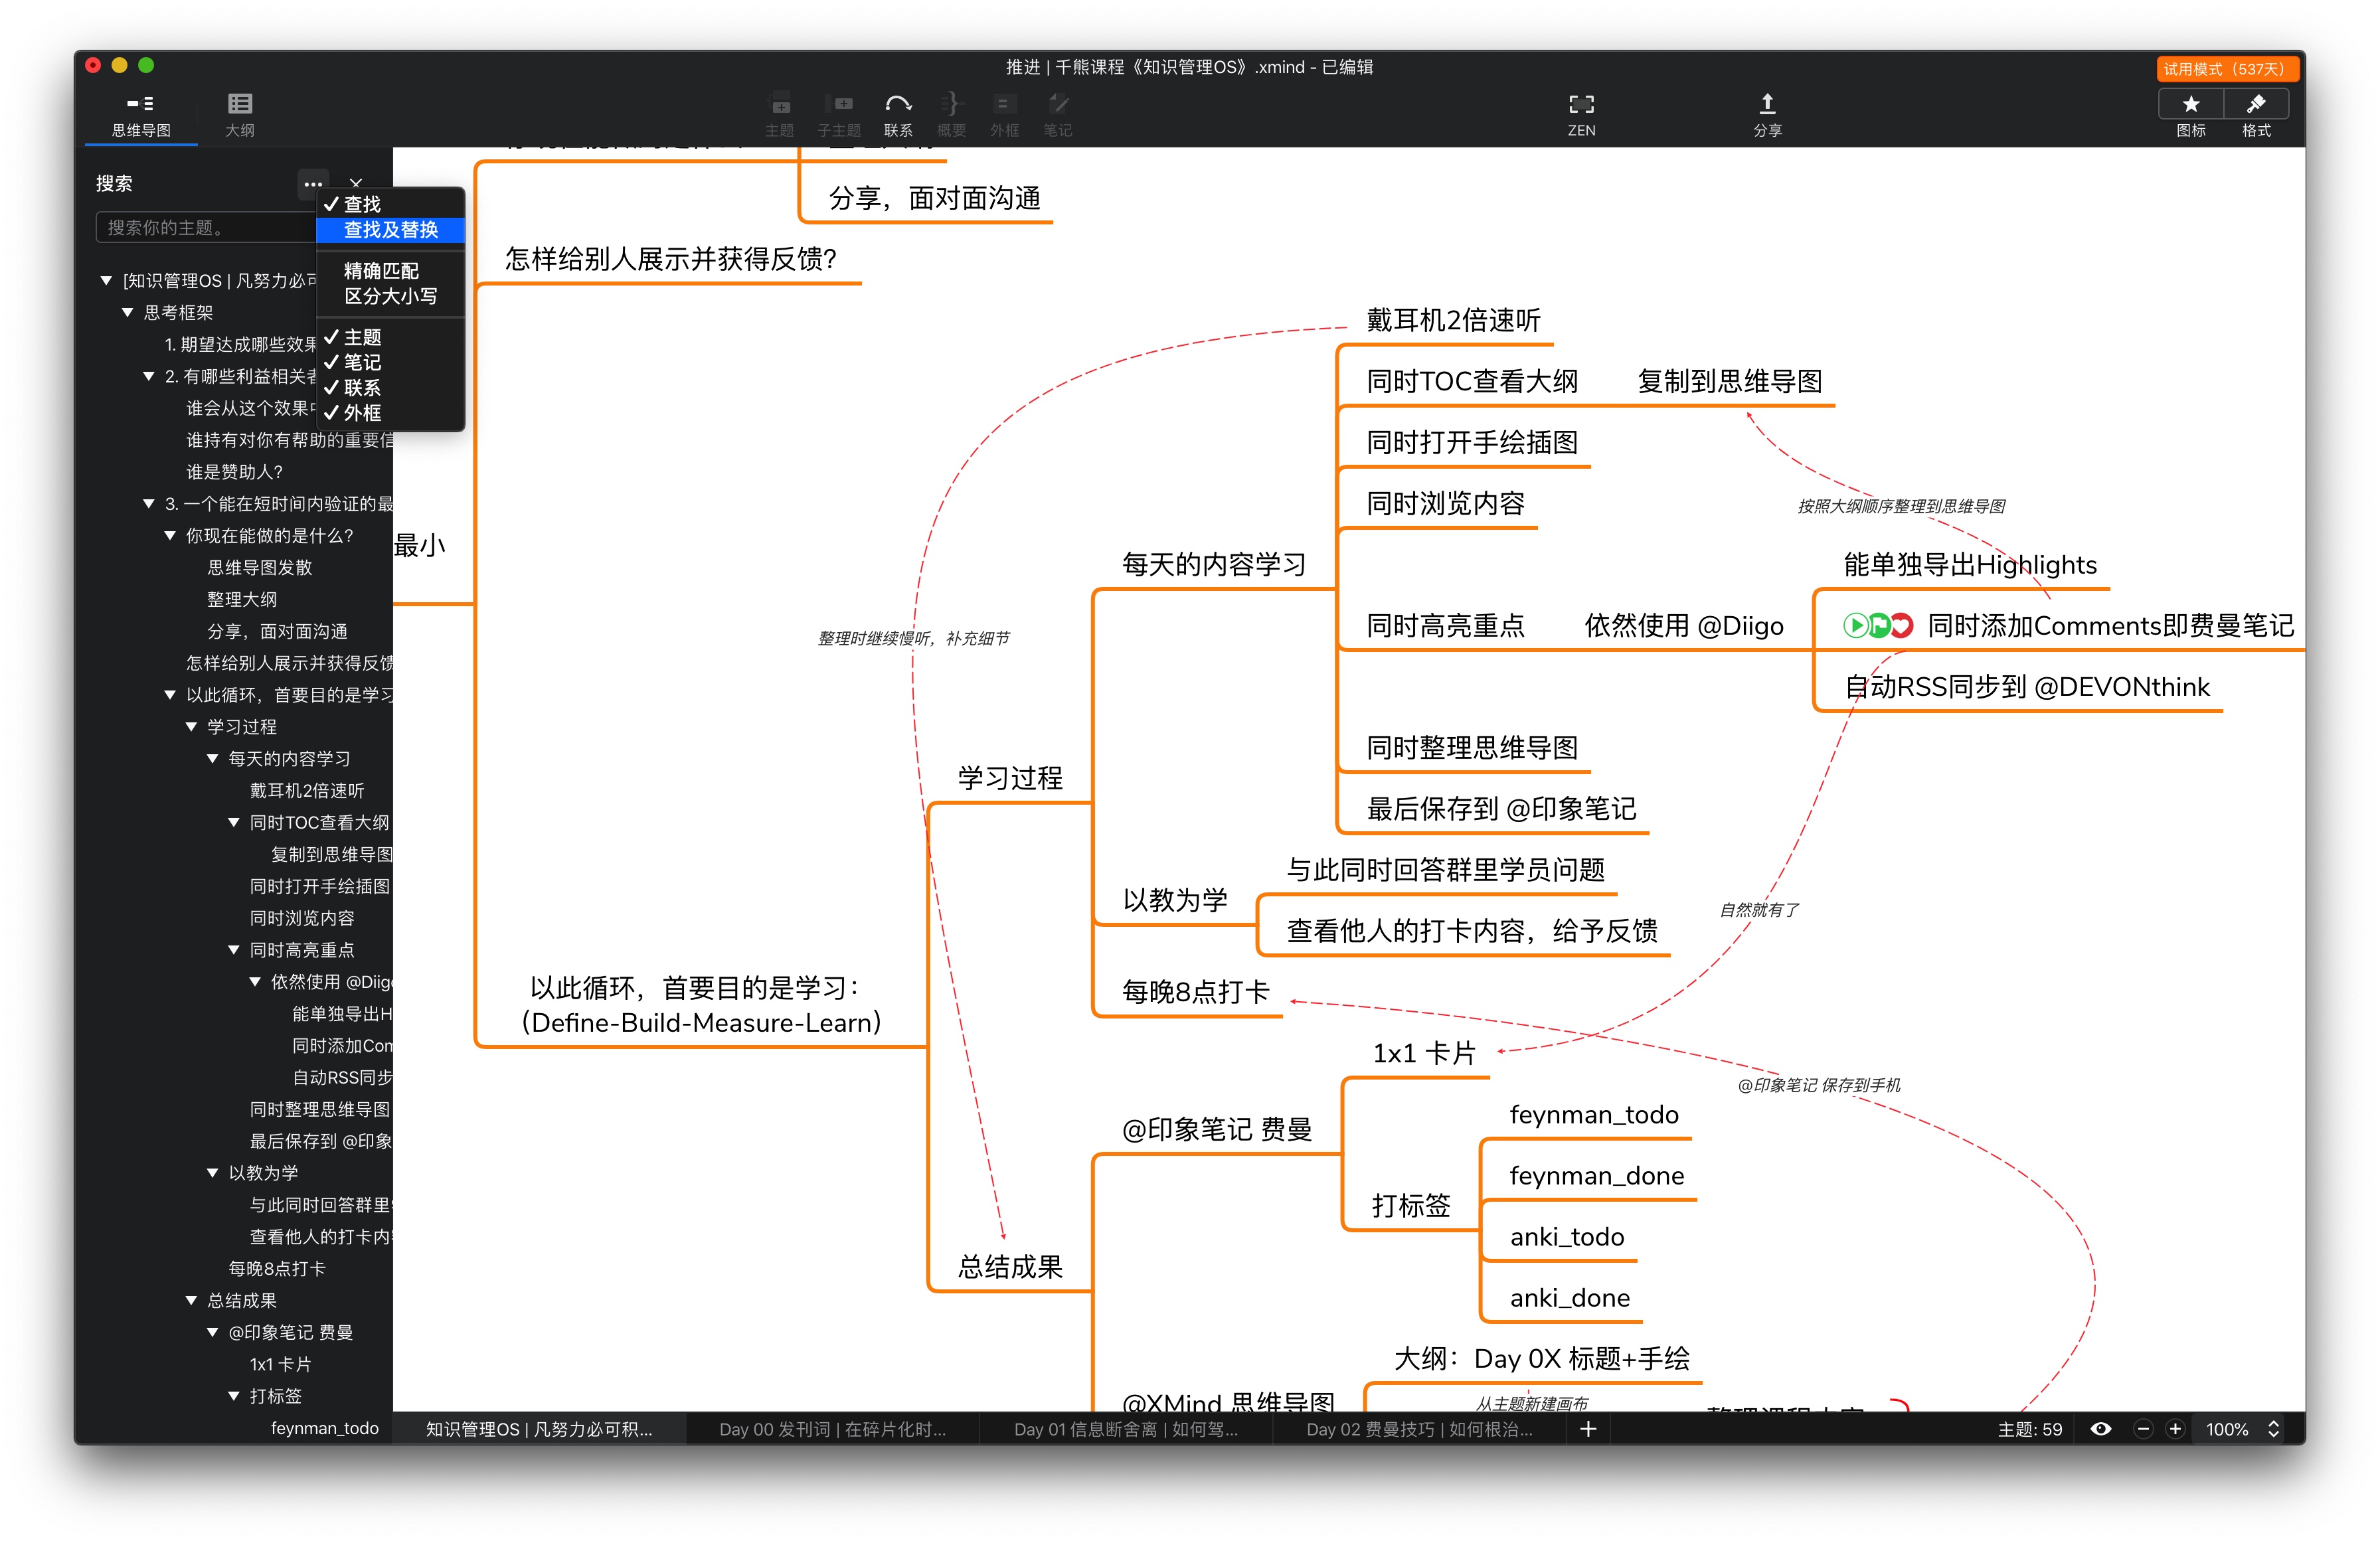 推进 | 千熊课程《知识管理OS》.xmind - 已编辑
试用模式（537天）
思维导图
大纲
主题
子主题
联系
概要
外框
笔记
ZEN
分享
图标
格式
搜索
搜索你的主题。
查找
查找及替换
精确匹配
区分大小写
主题
笔记
联系
外框
[知识管理OS | 凡努力必
思考框架
1. 期望达成哪些效
2. 有哪些利益相关
谁会从这个效果
谁持有对你有帮助的重要信
谁是赞助人?
3. 一个能在短时间内验证的最
你现在能做的是什么?
思维导图发散
整理大纲
分享，面对面沟通
怎样给别人展示并获得反馈
以此循环，首要目的是学习
学习过程
每天的内容学习
戴耳机2倍速听
同时TOC查看大纲
复制到思维导图
同时打开手绘插图
同时浏览内容
同时高亮重点
依然使用 @Diigo
能单独导出H
同时添加Com
自动RSS同步
同时整理思维导图
最后保存到 @印象
以教为学
与此同时回答群里
查看他人的打卡内
每晚8点打卡
总结成果
@印象笔记 费曼
1x1 卡片
打标签
feynman_todo
分享，面对面沟通
怎样给别人展示并获得反馈?
最小
戴耳机2倍速听
同时TOC查看大纲
复制到思维导图
同时打开手绘插图
按照大纲顺序整理到思维导图
同时浏览内容
每天的内容学习
能单独导出Highlights
同时高亮重点
依然使用 @Diigo
同时添加Comments即费曼笔记
整理时继续慢听，补充细节
自动RSS同步到 @DEVONthink
同时整理思维导图
学习过程
最后保存到 @印象笔记
与此同时回答群里学员问题
以教为学
自然就有了
查看他人的打卡内容，给予反馈
每晚8点打卡
以此循环，首要目的是学习：
（Define-Build-Measure-Learn）
1x1 卡片
@印象笔记 保存到手机
@印象笔记 费曼
feynman_todo
feynman_done
打标签
anki_todo
总结成果
anki_done
大纲：Day 0X 标题+手绘
@XMind 思维导图
从主题新建画布
整理课程内容
知识管理OS | 凡努力必可积...
Day 00 发刊词 | 在碎片化时...
Day 01 信息断舍离 | 如何驾...
Day 02 费曼技巧 | 如何根治...
主题: 59
100%